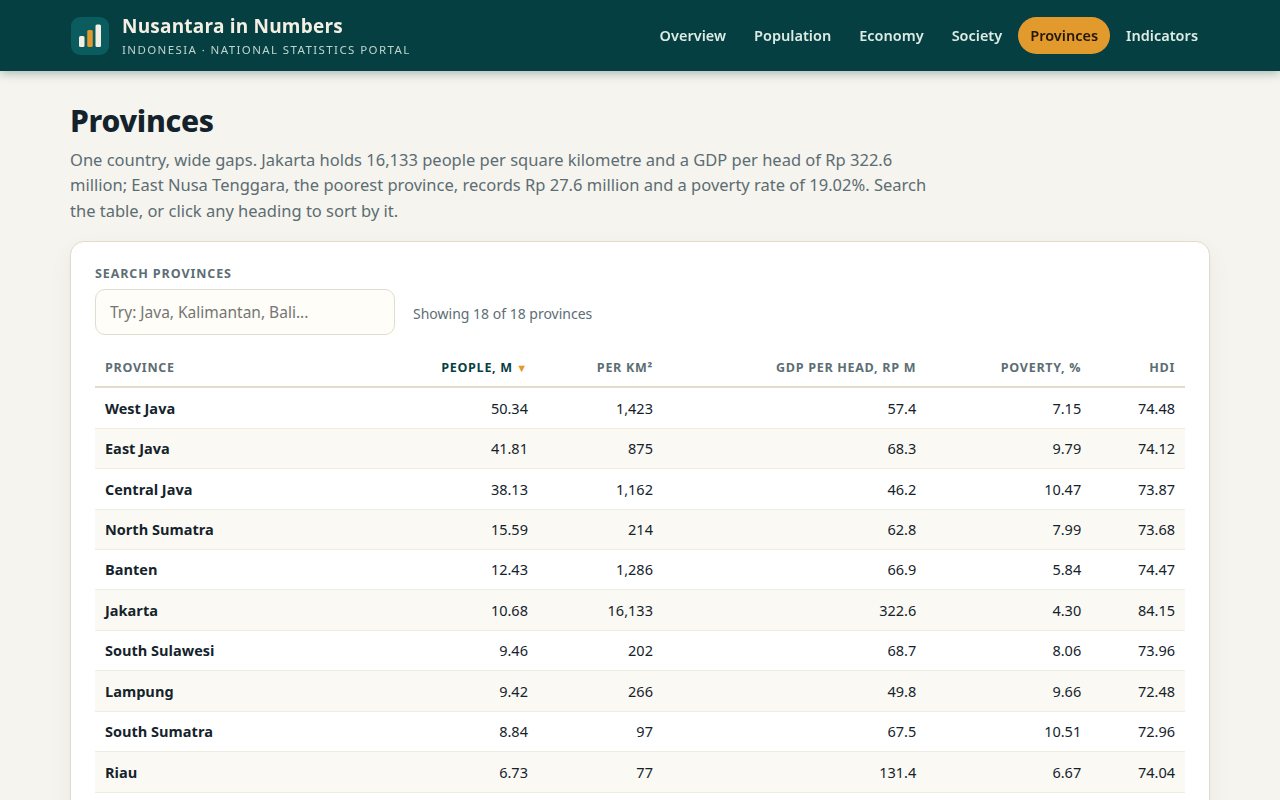 Nusantara in Numbers
INDONESIA · NATIONAL STATISTICS PORTAL
Overview Population Economy Society Provinces Indicators
Provinces
One country, wide gaps. Jakarta holds 16,133 people per square kilometre and a GDP per head of Rp 322.6
million; East Nusa Tenggara, the poorest province, records Rp 27.6 million and a poverty rate of 19.02%. Search
the table, or click any heading to sort by it.
SEARCH PROVINCES
Try: Java, Kalimantan, Bali...
Showing 18 of 18 provinces
PROVINCE PEOPLE, M ▼ PER KM² GDP PER HEAD, RP M POVERTY, % HDI
West Java 50.34 1,423 57.4 7.15 74.48
East Java 41.81 875 68.3 9.79 74.12
Central Java 38.13 1,162 46.2 10.47 73.87
North Sumatra 15.59 214 62.8 7.99 73.68
Banten 12.43 1,286 66.9 5.84 74.47
Jakarta 10.68 16,133 322.6 4.30 84.15
South Sulawesi 9.46 202 68.7 8.06 73.96
Lampung 9.42 266 49.8 9.66 72.48
South Sumatra 8.84 97 67.5 10.51 72.96
Riau 6.73 77 131.4 6.67 74.04